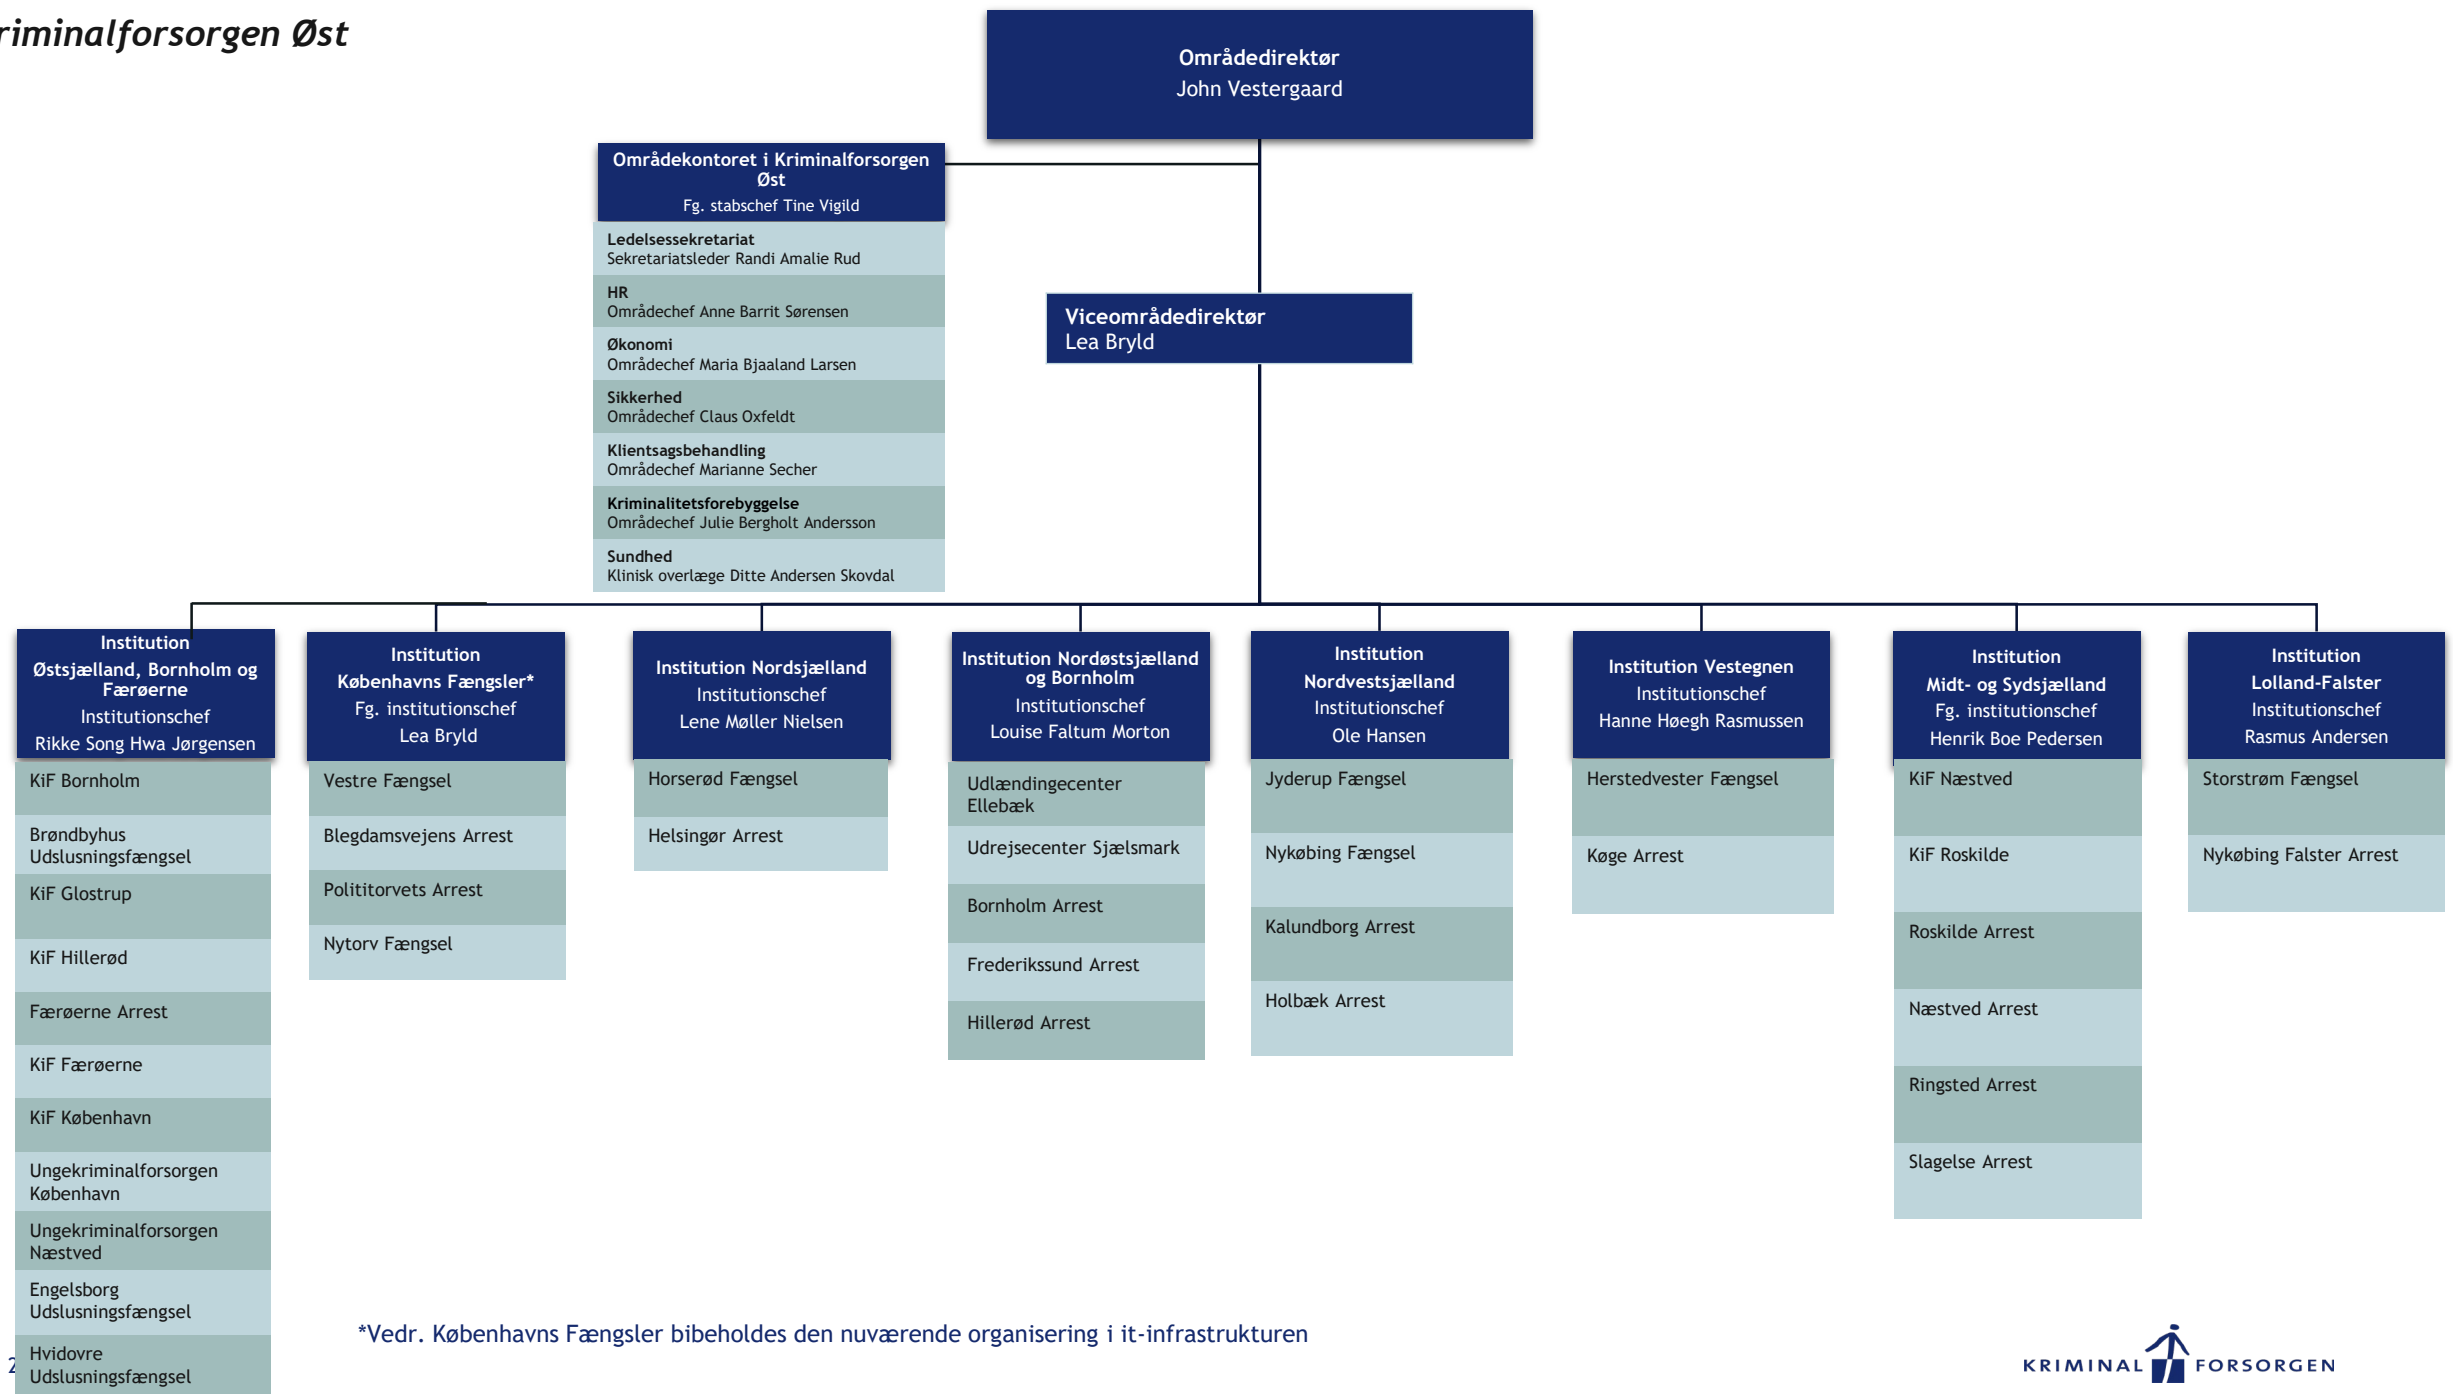 riminalforsorgen Øst
Områdedirektør
John Vestergaard
Områdekontoret i Kriminalforsorgen
Øst
Fg. stabschef Tine Vigild
Ledelsessekretariat
Sekretariatsleder Randi Amalie Rud
HR
Områdechef Anne Barrit Sørensen
Økonomi
Områdechef Maria Bjaaland Larsen
Sikkerhed
Områdechef Claus Oxfeldt
Klientsagsbehandling
Områdechef Marianne Secher
Kriminalitetsforebyggelse
Områdechef Julie Bergholt Andersson
Sundhed
Klinisk overlæge Ditte Andersen Skovdal
Viceområdedirektør
Lea Bryld
Institution
Østsjælland, Bornholm og
Færøerne
Institutionschef
Rikke Song Hwa Jørgensen
KiF Bornholm
Brøndbyhus
Udslusningsfængsel
KiF Glostrup
KiF Hillerød
Færøerne Arrest
KiF Færøerne
KiF København
Ungekriminalforsorgen
København
Ungekriminalforsorgen
Næstved
Engelsborg
Udslusningsfængsel
Hvidovre
Udslusningsfængsel
Institution
Københavns Fængsler*
Fg. institutionschef
Lea Bryld
Vestre Fængsel
Blegdamsvejens Arrest
Polititorvets Arrest
Nytorv Fængsel
Institution Nordsjælland
Institutionschef
Lene Møller Nielsen
Horserød Fængsel
Helsingør Arrest
Institution Nordøstsjælland
og Bornholm
Institutionschef
Louise Faltum Morton
Udlændingecenter
Ellebæk
Udrejsecenter Sjælsmark
Bornholm Arrest
Frederikssund Arrest
Hillerød Arrest
Institution
Nordvestsjælland
Institutionschef
Ole Hansen
Jyderup Fængsel
Nykøbing Fængsel
Kalundborg Arrest
Holbæk Arrest
Institution Vestegnen
Institutionschef
Hanne Høegh Rasmussen
Herstedvester Fængsel
Køge Arrest
Institution
Midt- og Sydsjælland
Fg. institutionschef
Henrik Boe Pedersen
KiF Næstved
KiF Roskilde
Roskilde Arrest
Næstved Arrest
Ringsted Arrest
Slagelse Arrest
Institution
Lolland-Falster
Institutionschef
Rasmus Andersen
Storstrøm Fængsel
Nykøbing Falster Arrest
*Vedr. Københavns Fængsler bibeholdes den nuværende organisering i it-infrastrukturen
KRIMINAL FORSORGEN